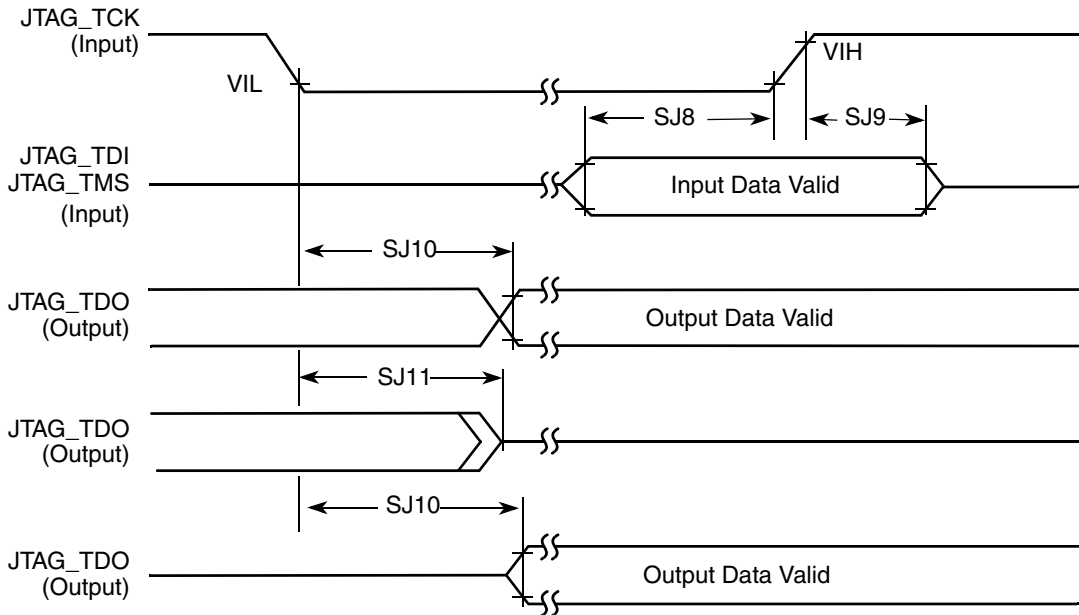 JTAG_TCK
(Input)
VIL
VIH
SJ8
SJ9
JTAG_TDI
JTAG_TMS
(Input)
Input Data Valid
SJ10
JTAG_TDO
(Output)
Output Data Valid
SJ11
JTAG_TDO
(Output)
SJ10
JTAG_TDO
(Output)
Output Data Valid